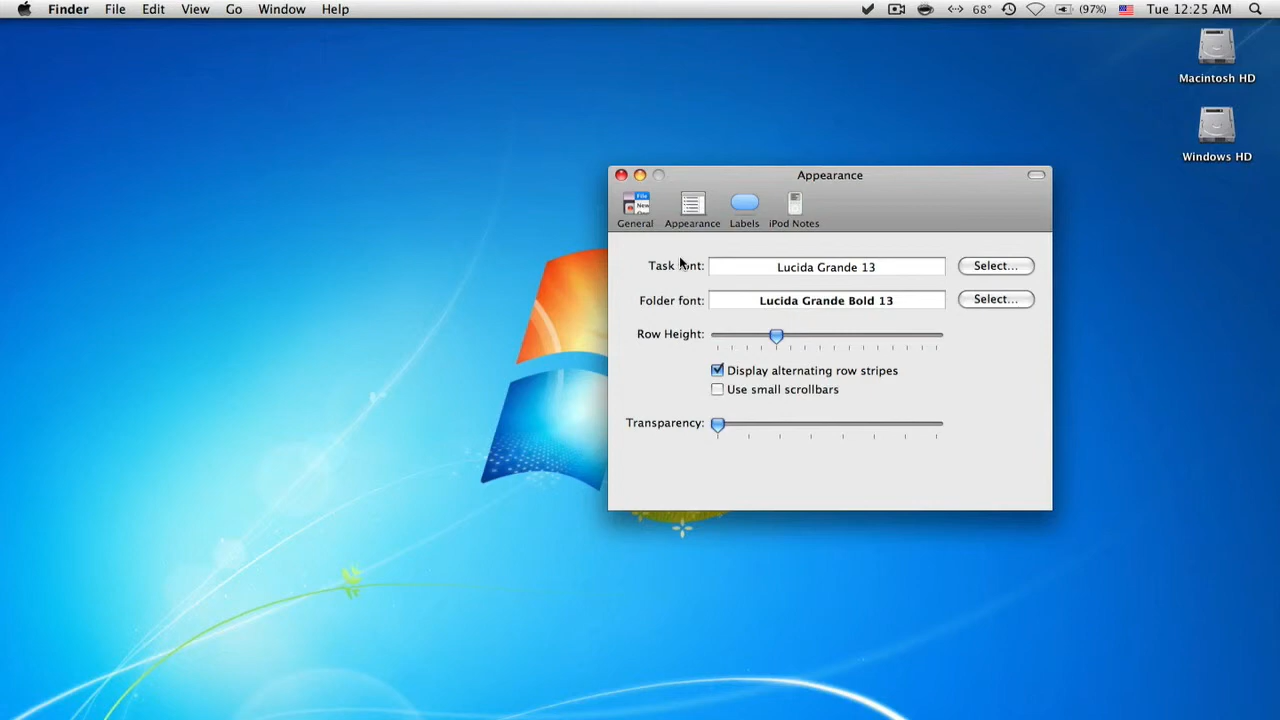 Finder File Edit View Go Window Help 68° (97%) Tue 12:25 AM
Macintosh HD
Windows HD
Appearance
General Appearance Labels iPod Notes
Task font: Lucida Grande 13 Select...
Folder font: Lucida Grande Bold 13 Select...
Row Height:
Display alternating row stripes
Use small scrollbars
Transparency: